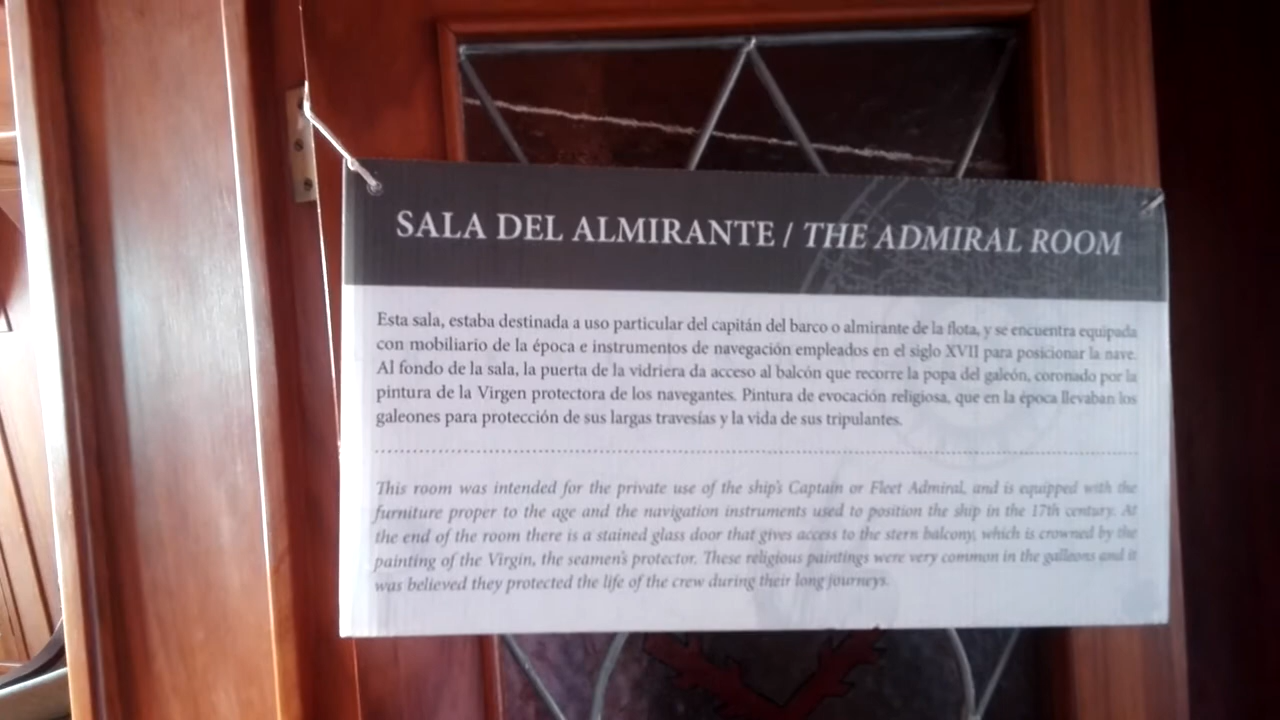 SALA DEL ALMIRANTE / THE ADMIRAL ROOM
Esta sala, estaba destinada a uso particular del capitán del barco o almirante de la flota, y se encuentra equipada
con mobiliario de la época e instrumentos de navegación empleados en el siglo XVII para posicionar la nave.
Al fondo de la sala, la puerta de la vidriera da acceso al balcón que recorre la popa del galeón, coronado por la
pintura de la Virgen protectora de los navegantes. Pintura de evocación religiosa, que en la época llevaban los
galeones para protección de sus largas travesías y la vida de sus tripulantes.
This room was intended for the private use of the ship's Captain or Fleet Admiral, and is equipped with the
furniture proper to the age and the navigation instruments used to position the ship in the 17th century. At
the end of the room there is a stained glass door that gives access to the stern balcony, which is crowned by the
painting of the Virgin, the seamen's protector. These religious paintings were very common in the galleons and it
was believed they protected the life of the crew during their long journeys.